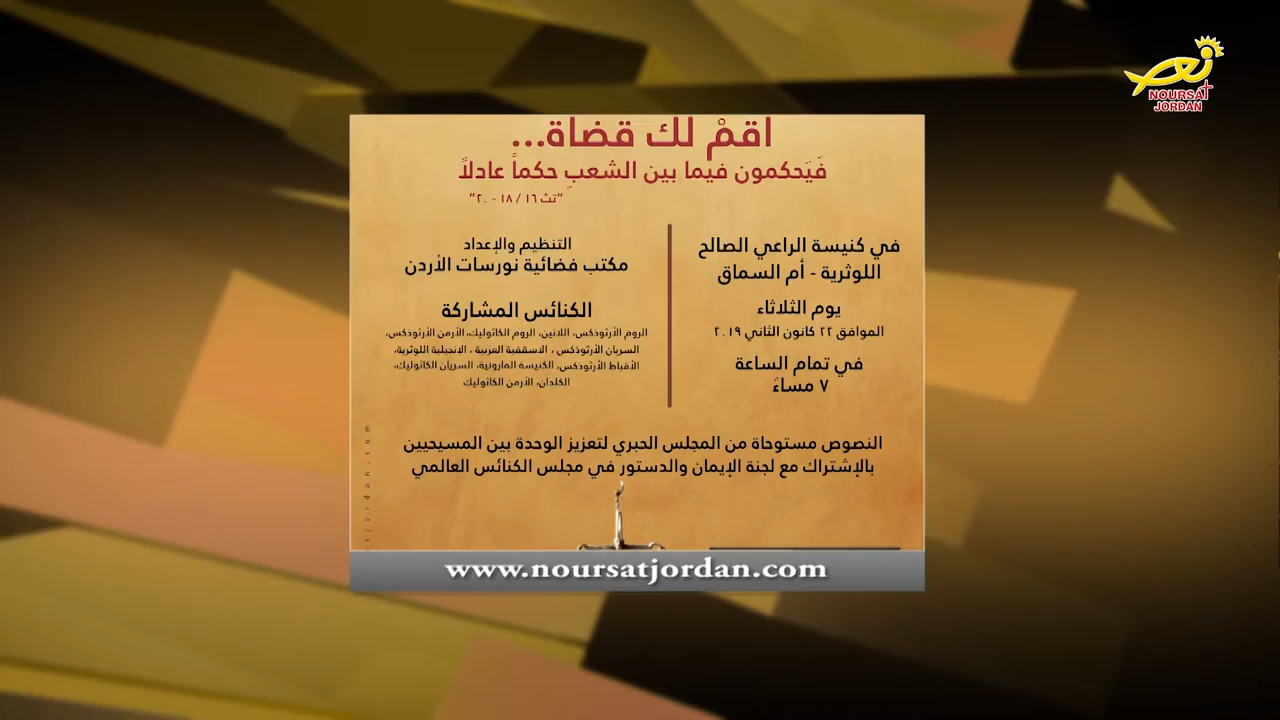 اقمْ لك قضاة...
فَيَحكمون فيما بين الشعبِ حكماً عادلاً
"تث ١٦ / ١٨ - ٢٠"
في كنيسة الراعي الصالح
اللوثرية - أم السماق
يوم الثلاثاء
الموافق ٢٢ كانون الثاني ٢٠١٩
في تمام الساعة
٧ مساءً
التنظيم والإعداد
مكتب فضائية نورسات الأردن
الكنائس المشاركة
الروم الأرثوذكس، اللاتين، الروم الكاثوليك، الأرمن الأرثوذكس،
السريان الأرثوذكس ، الاسقفية العربية ، الإنجيلية اللوثرية،
الأقباط الأرثوذكس، الكنيسة المارونية، السريان الكاثوليك،
الكلدان، الأرمن الكاثوليك
النصوص مستوحاة من المجلس الحبري لتعزيز الوحدة بين المسيحيين
بالإشتراك مع لجنة الإيمان والدستور في مجلس الكنائس العالمي
tjordan.com
www.noursatjordan.com
NOURSAT
JORDAN